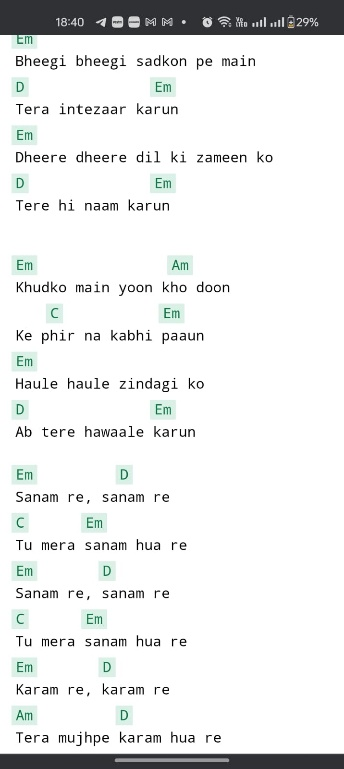 18:40 29%
Em
Bheegi bheegi sadkon pe main
D Em
Tera intezaar karun
Em
Dheere dheere dil ki zameen ko
D Em
Tere hi naam karun
Em Am
Khudko main yoon kho doon
C Em
Ke phir na kabhi paaun
Em
Haule haule zindagi ko
D Em
Ab tere hawaale karun
Em D
Sanam re, sanam re
C Em
Tu mera sanam hua re
Em D
Sanam re, sanam re
C Em
Tu mera sanam hua re
Em D
Karam re, karam re
Am D
Tera mujhpe karam hua re